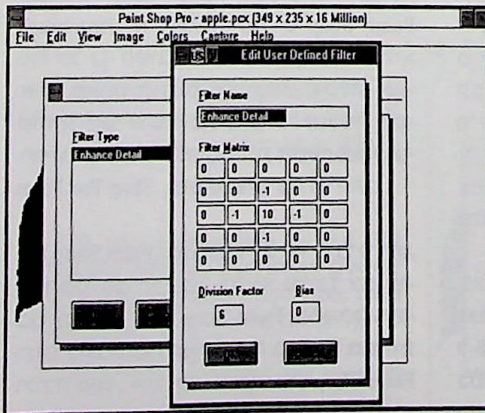 Paint Shop Pro - apple.pcx (349 x 235 x 16 Million)
File Edit View Image Colors Capture Help
Edit User Defined Filter
Filter Name
Enhance Detail
Filter Type
Enhance Detail
Filter Matrix
0 0 0 0 0
0 0 -1 0 0
0 -1 10 -1 0
0 0 -1 0 0
0 0 0 0 0
Division Factor Bias
6 0